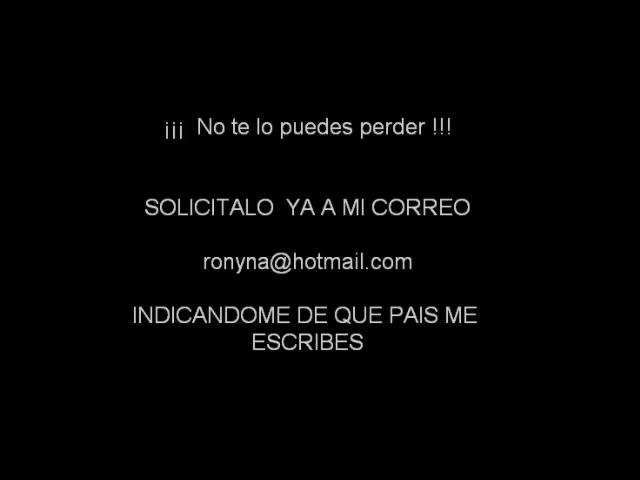 ¡¡¡ No te lo puedes perder !!!
SOLICITALO YA A MI CORREO
ronyna@hotmail.com
INDICANDOME DE QUE PAIS ME
ESCRIBES